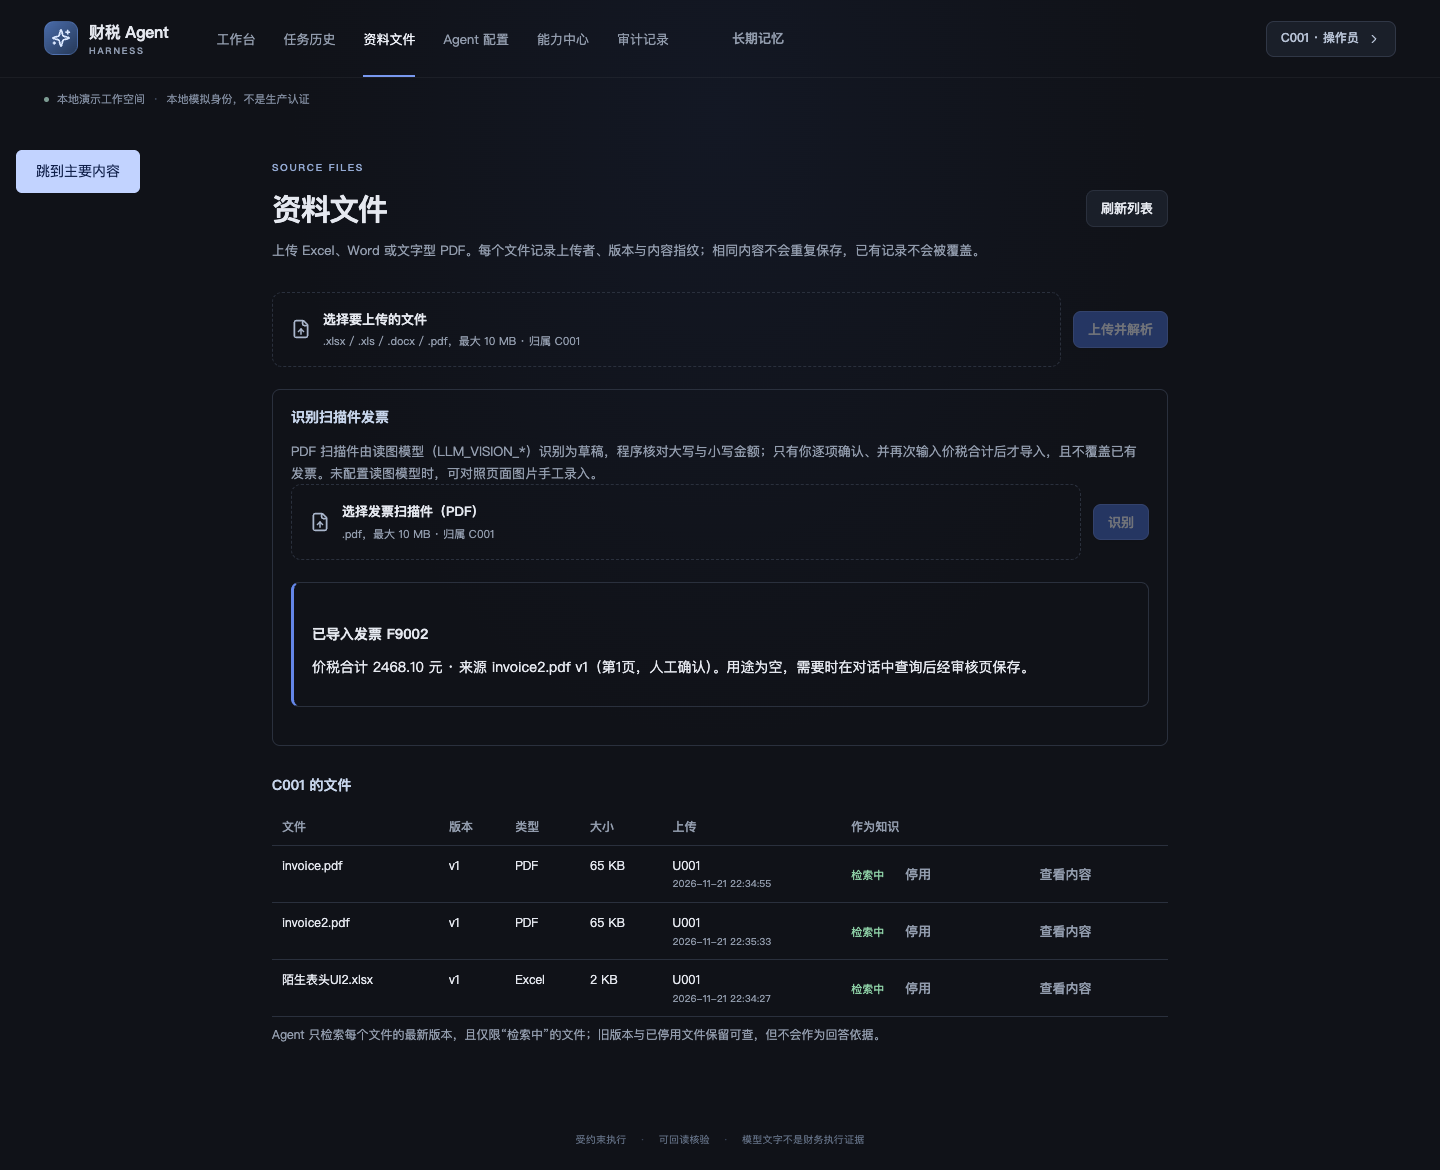 财税 Agent
HARNESS
工作台
任务历史
资料文件
Agent 配置
能力中心
审计记录
长期记忆
C001 · 操作员
本地演示工作空间 · 本地模拟身份，不是生产认证
跳到主要内容
SOURCE FILES
资料文件
刷新列表
上传 Excel、Word 或文字型 PDF。每个文件记录上传者、版本与内容指纹；相同内容不会重复保存，已有记录不会被覆盖。
选择要上传的文件
.xlsx / .xls / .docx / .pdf，最大 10 MB · 归属 C001
上传并解析
识别扫描件发票
PDF 扫描件由读图模型（LLM_VISION_*）识别为草稿，程序核对大写与小写金额；只有你逐项确认、并再次输入价税合计后才导入，且不覆盖已有
发票。未配置读图模型时，可对照页面图片手工录入。
选择发票扫描件（PDF）
.pdf，最大 10 MB · 归属 C001
识别
已导入发票 F9002
价税合计 2468.10 元 · 来源 invoice2.pdf v1（第1页，人工确认）。用途为空，需要时在对话中查询后经审核页保存。
C001 的文件
文件 版本 类型 大小 上传 作为知识
invoice.pdf v1 PDF 65 KB U001 检索中 停用 查看内容
2026-11-21 22:34:55
invoice2.pdf v1 PDF 65 KB U001 检索中 停用 查看内容
2026-11-21 22:35:33
陌生表头UI2.xlsx v1 Excel 2 KB U001 检索中 停用 查看内容
2026-11-21 22:34:27
Agent 只检索每个文件的最新版本，且仅限“检索中”的文件；旧版本与已停用文件保留可查，但不会作为回答依据。
受约束执行 · 可回读核验 · 模型文字不是财务执行证据